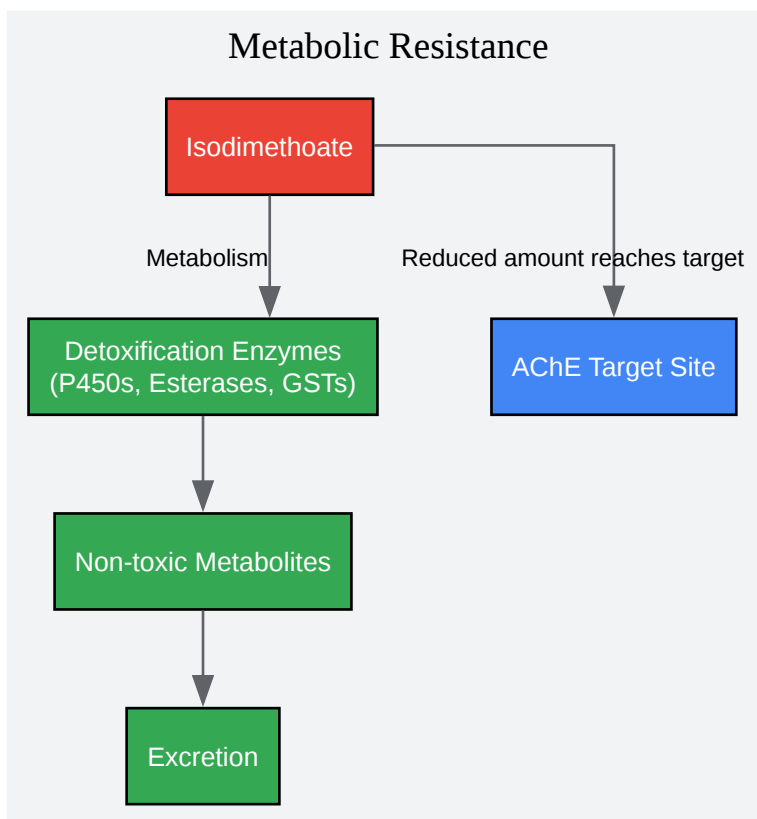 Metabolic Resistance
Isodimethoate
Metabolism
Reduced amount reaches target
Detoxification Enzymes
(P450s, Esterases, GSTs)
AChE Target Site
Non-toxic Metabolites
Excretion